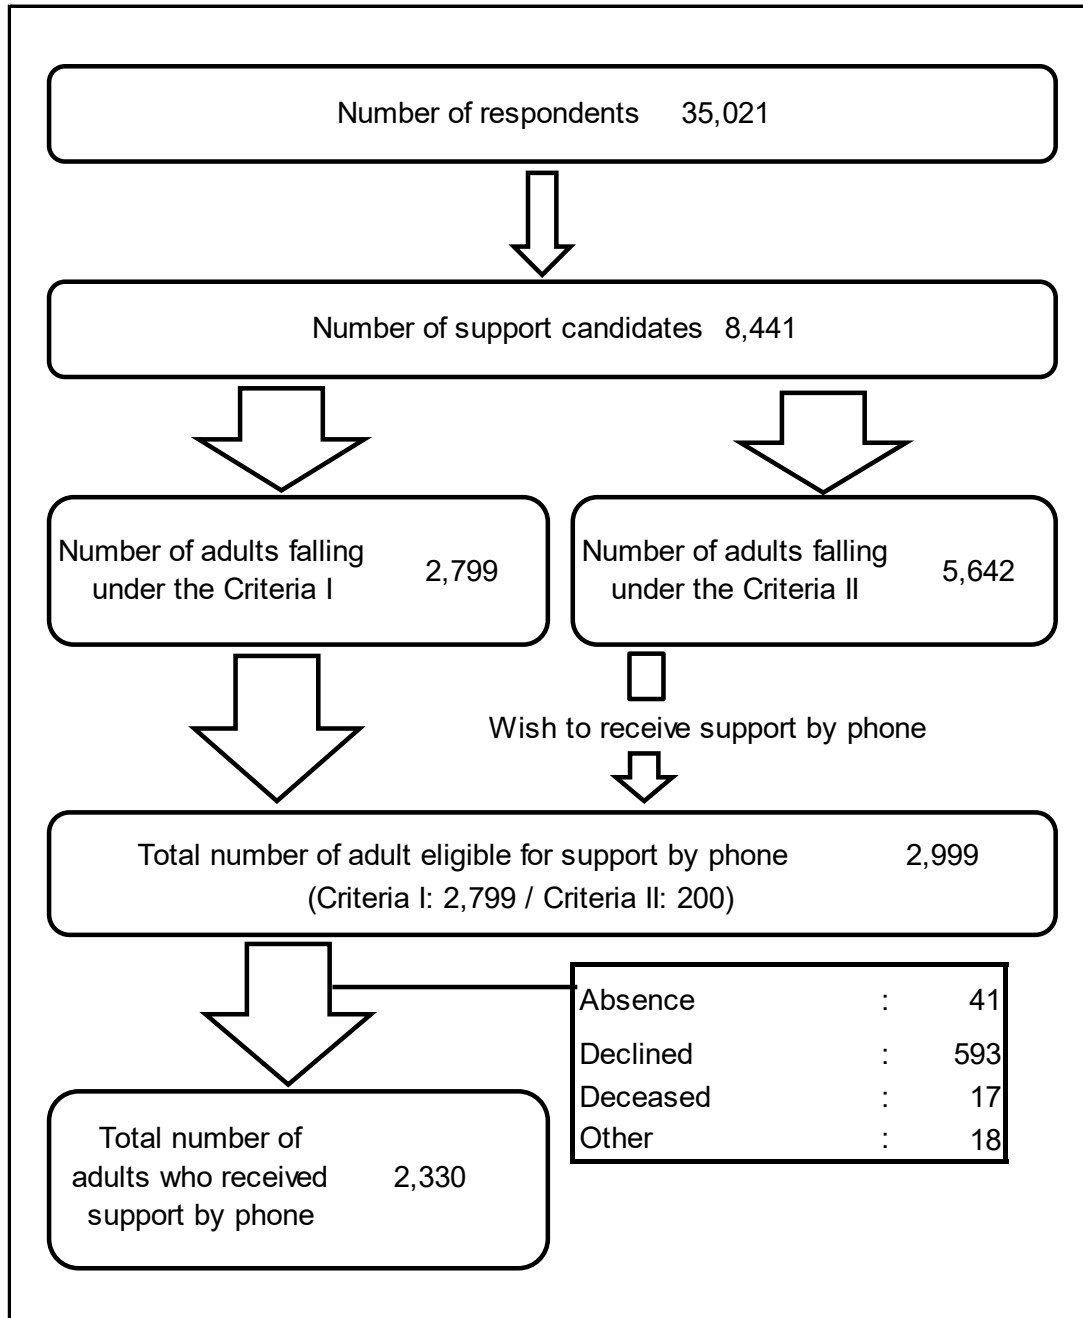 Number of respondents 35,021
Number of support candidates 8,441
Number of adults falling
under the Criteria I
2,799
Number of adults falling
under the Criteria II
5,642
Wish to receive support by phone
Total number of adult eligible for support by phone 2,999
(Criteria I: 2,799 / Criteria II: 200)
Absence : 41
Declined : 593
Deceased : 17
Other : 18
Total number of
adults who received
support by phone
2,330